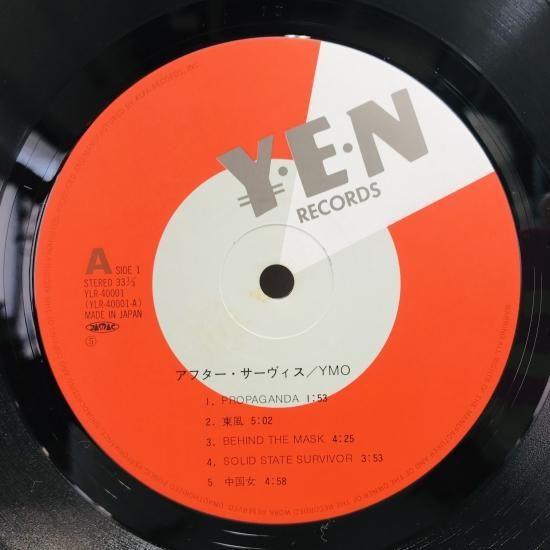 Y·E·N
RECORDS
A SIDE 1
STEREO 33⅓
YLR-40001
(YLR-40001-A)
MADE IN JAPAN
JASRAC
⑤
アフター・サーヴィス／YMO
1. PROPAGANDA 1:53
2. 東風 5:02
3. BEHIND THE MASK 4:25
4. SOLID STATE SURVIVOR 3:53
5 中国女 4:58